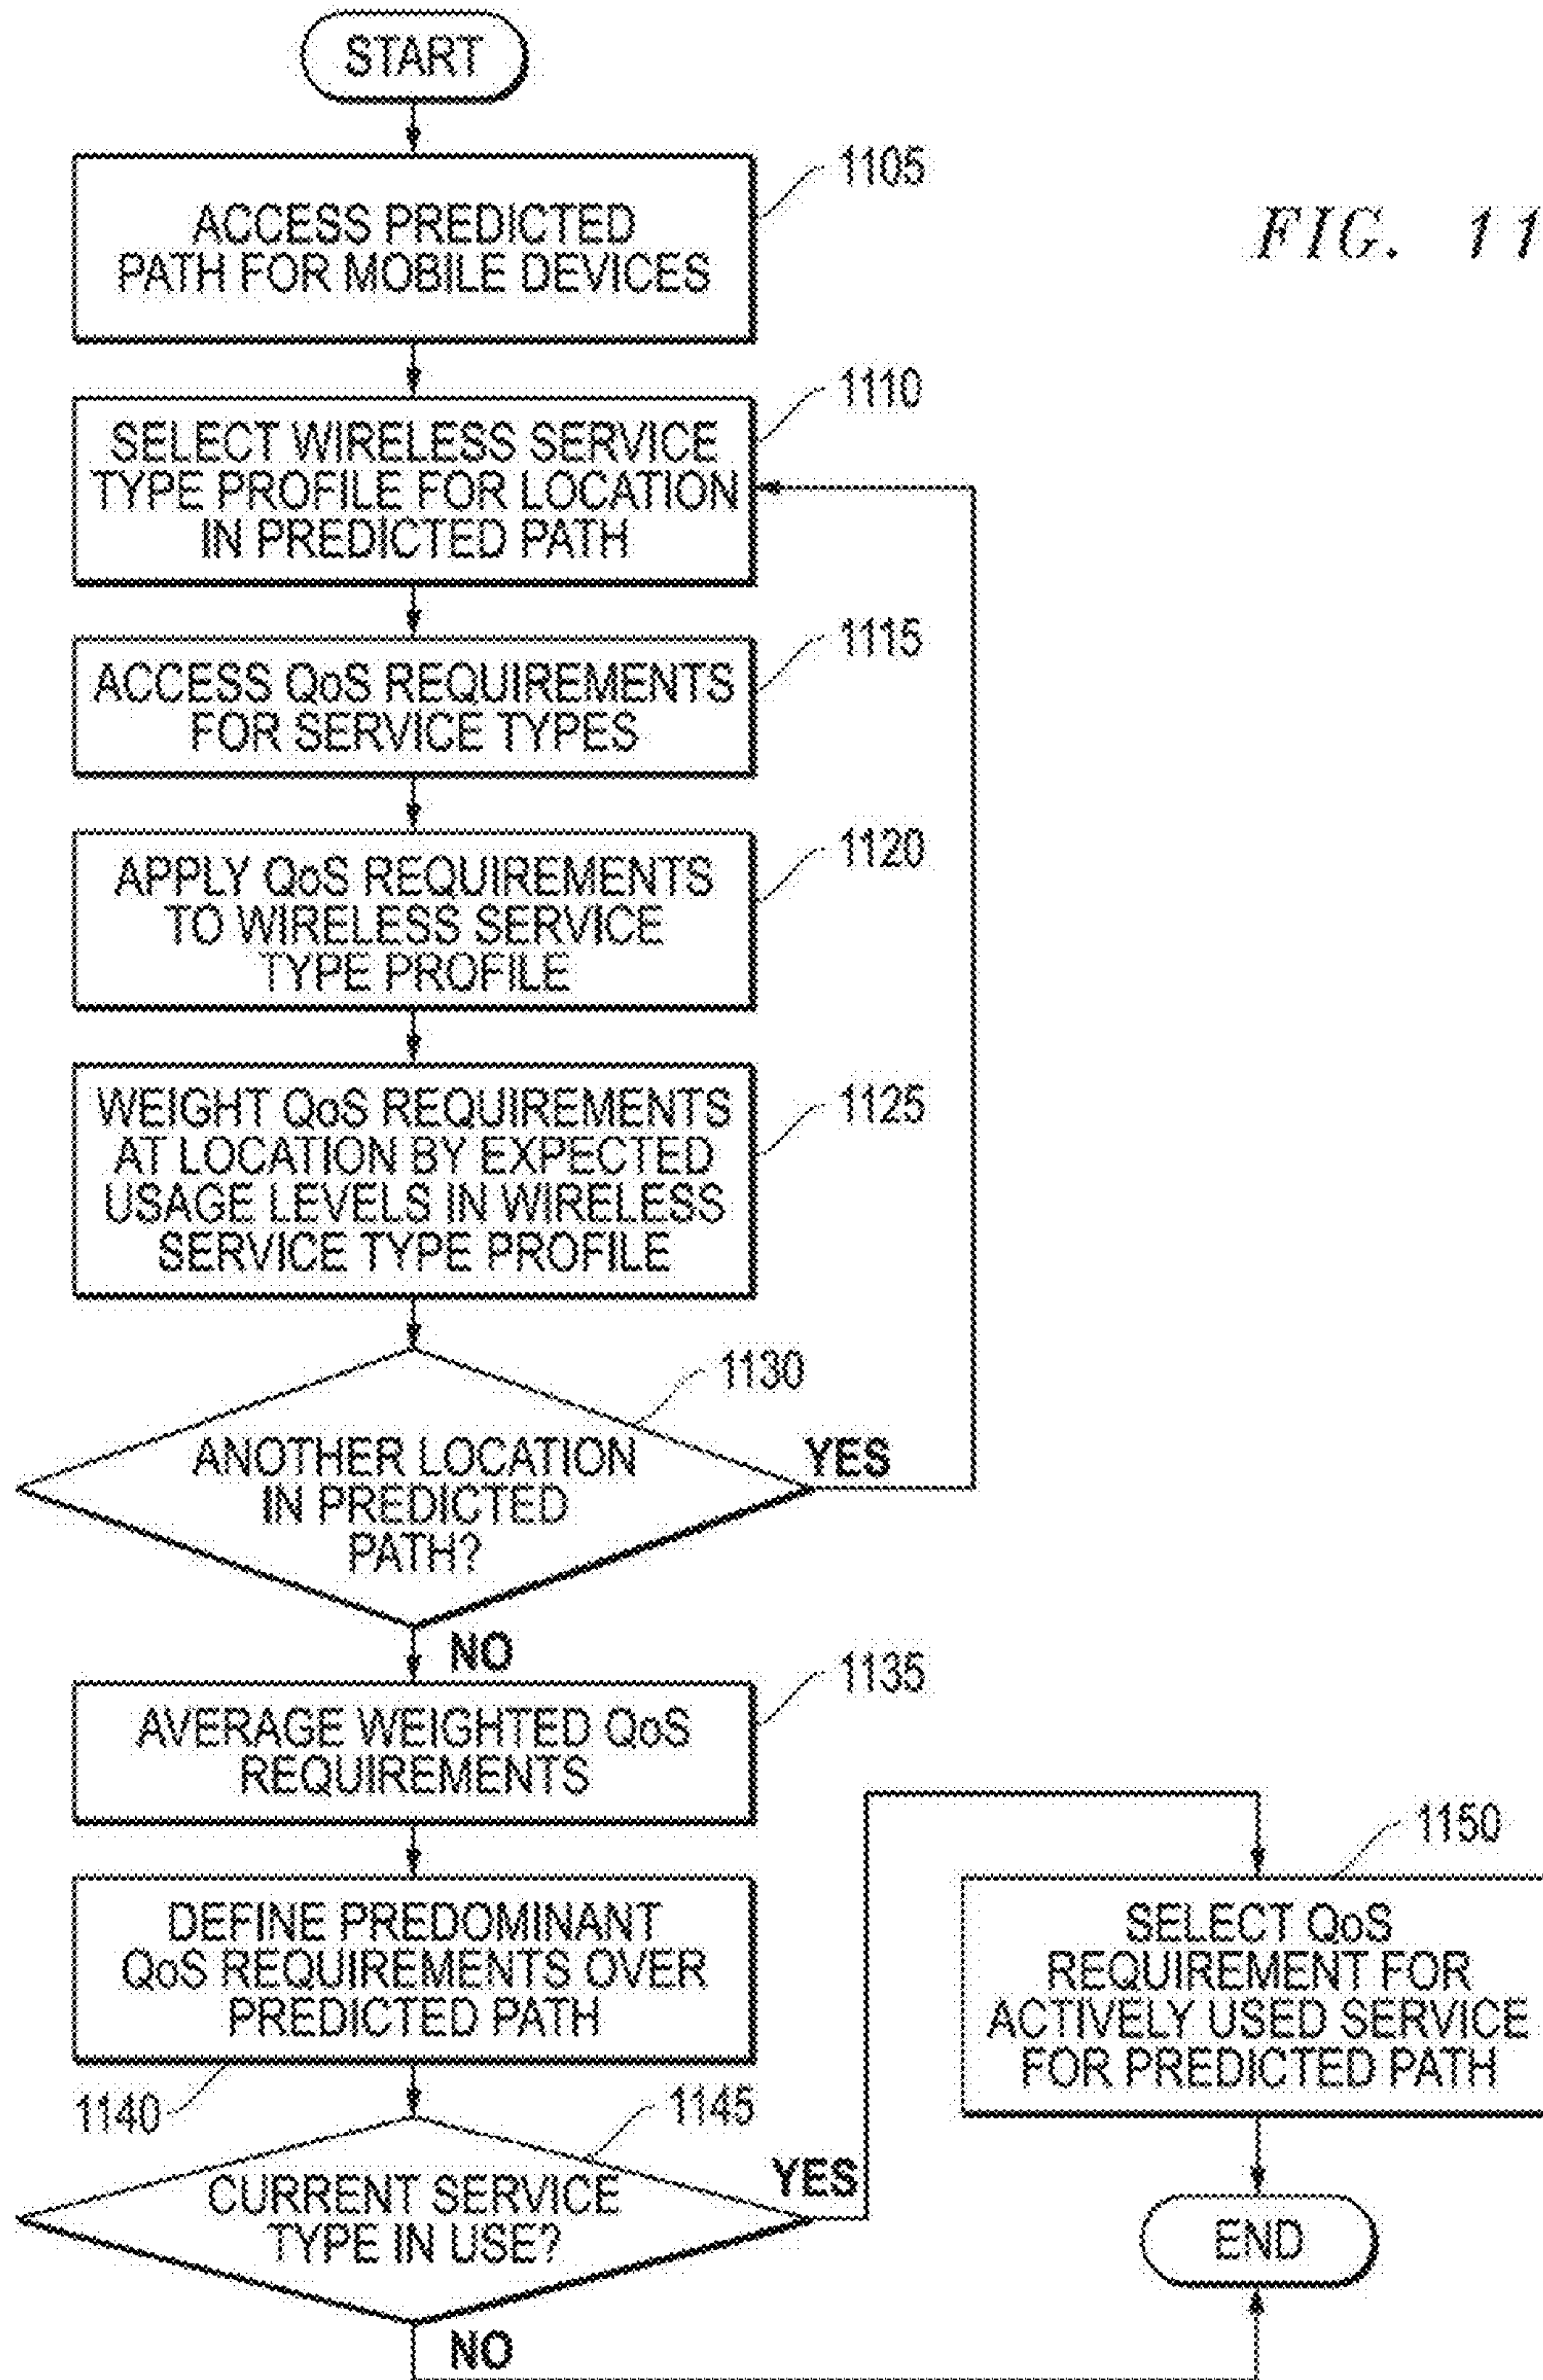 START
1105
ACCESS PREDICTED
PATH FOR MOBILE DEVICES
FIG. 11
1110
SELECT WIRELESS SERVICE
TYPE PROFILE FOR LOCATION
IN PREDICTED PATH
1115
ACCESS QoS REQUIREMENTS
FOR SERVICE TYPES
1120
APPLY QoS REQUIREMENTS
TO WIRELESS SERVICE
TYPE PROFILE
1125
WEIGHT QoS REQUIREMENTS
AT LOCATION BY EXPECTED
USAGE LEVELS IN WIRELESS
SERVICE TYPE PROFILE
1130
ANOTHER LOCATION
IN PREDICTED
PATH?
YES
NO
1135
AVERAGE WEIGHTED QoS
REQUIREMENTS
DEFINE PREDOMINANT
QoS REQUIREMENTS OVER
PREDICTED PATH
1140
1145
CURRENT SERVICE
TYPE IN USE?
YES
NO
1150
SELECT QoS
REQUIREMENT FOR
ACTIVELY USED SERVICE
FOR PREDICTED PATH
END